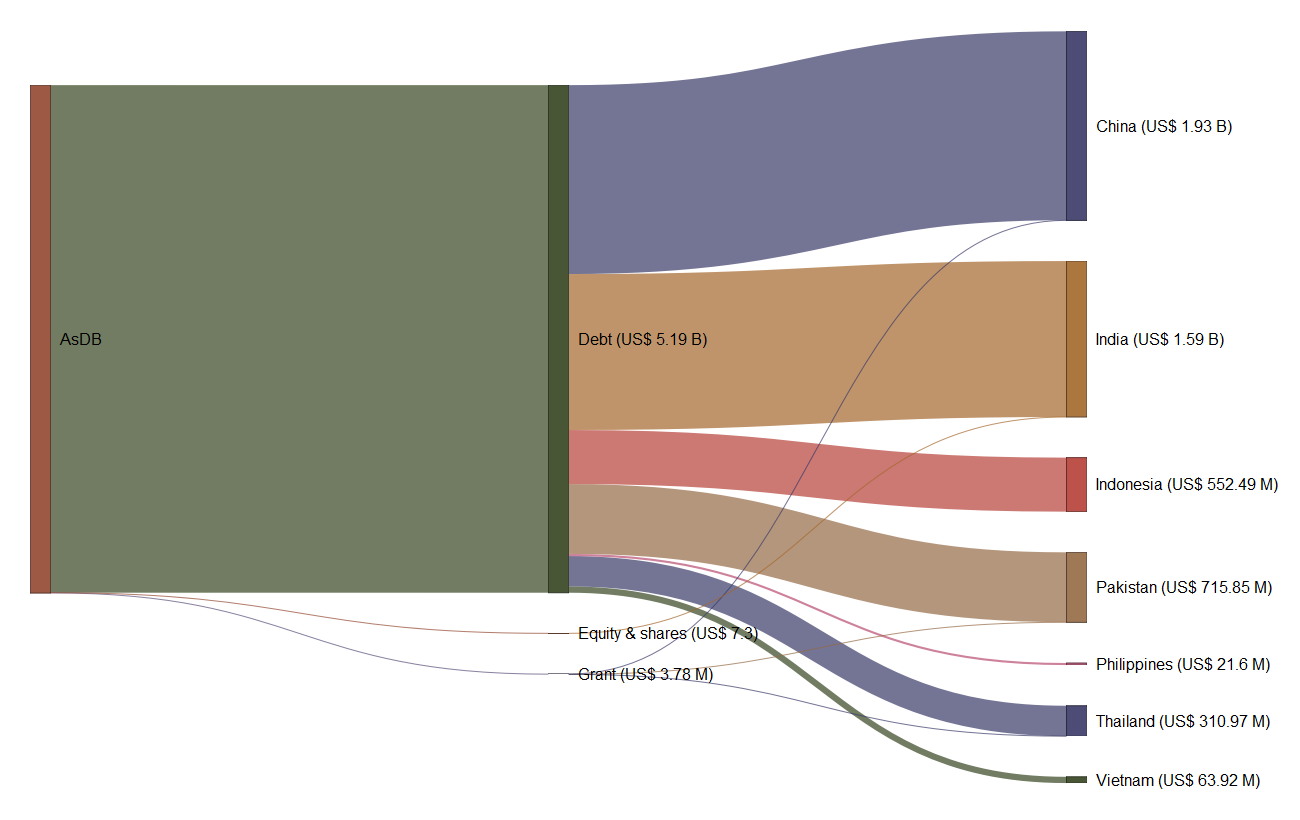 AsDB
Debt (US$ 5.19 B)
Equity & shares (US$ 7.3)
Grant (US$ 3.78 M)
China (US$ 1.93 B)
India (US$ 1.59 B)
Indonesia (US$ 552.49 M)
Pakistan (US$ 715.85 M)
Philippines (US$ 21.6 M)
Thailand (US$ 310.97 M)
Vietnam (US$ 63.92 M)